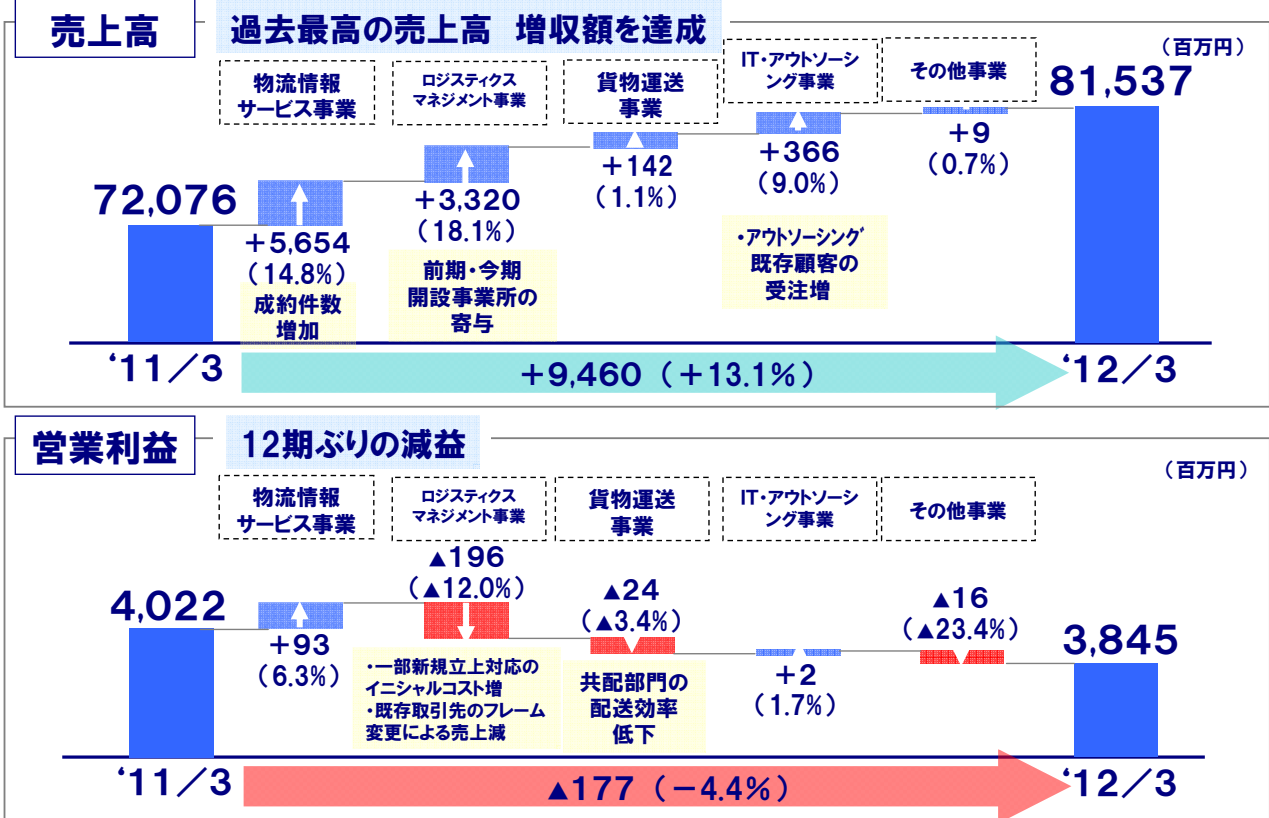 売上高
過去最高の売上高 増収額を達成
(百万円)
物流情報
サービス事業
ロジスティクス
マネジメント事業
貨物運送
事業
IT・アウトソーシ
ング事業
その他事業
72,076
+5,654
(14.8%)
成約件数
増加
+3,320
(18.1%)
前期・今期
開設事業所の
寄与
+142
(1.1%)
+366
(9.0%)
・アウトソーシング
既存顧客の
受注増
+9
(0.7%)
81,537
‘11/3
+9,460(+13.1%)
‘12/3
営業利益
12期ぶりの減益
(百万円)
物流情報
サービス事業
ロジスティクス
マネジメント事業
貨物運送
事業
IT・アウトソーシ
ング事業
その他事業
4,022
+93
(6.3%)
▲196
(▲12.0%)
・一部新規立上対応の
イニシャルコスト増
・既存取引先のフレーム
変更による売上減
▲24
(▲3.4%)
共配部門の
配送効率
低下
+2
(1.7%)
▲16
(▲23.4%)
3,845
‘11/3
▲177(-4.4%)
‘12/3